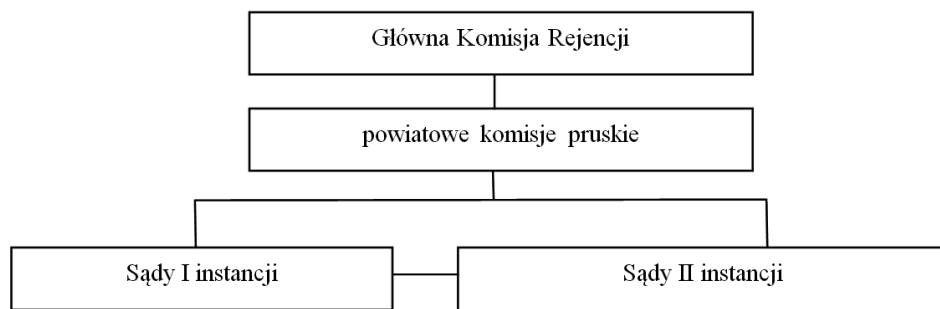 Główna Komisja Rejencji
powiatowe komisje pruskie
Sądy I instancji
Sądy II instancji